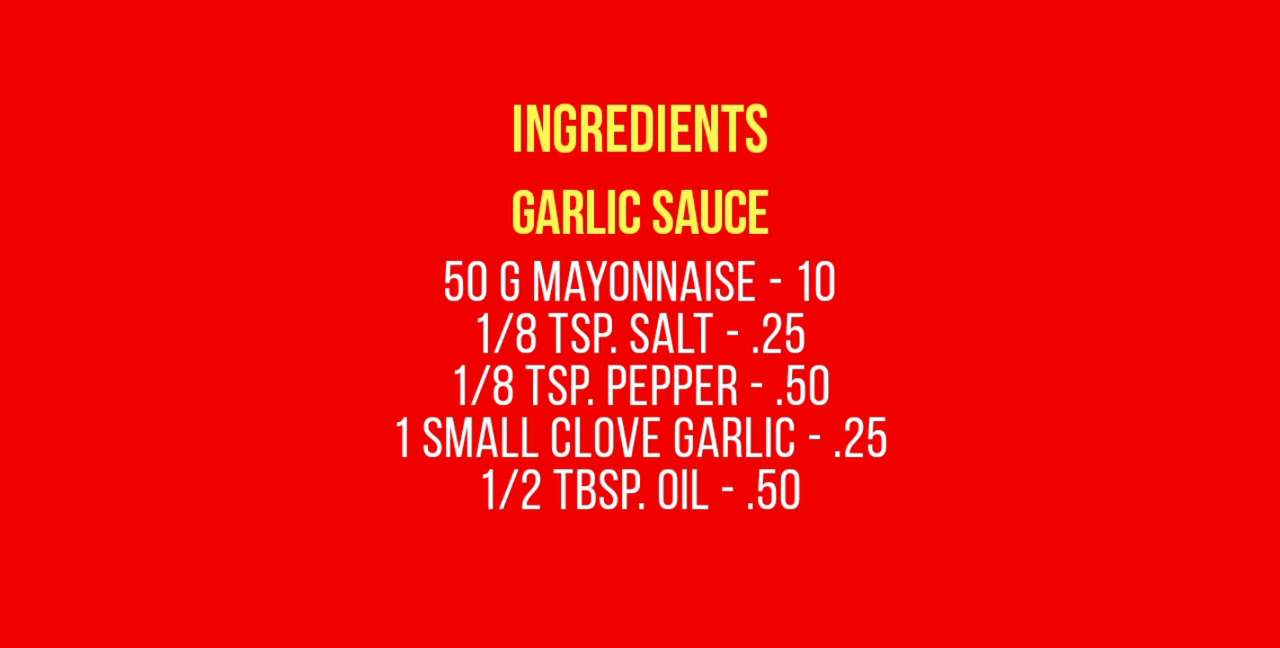 INGREDIENTS
GARLIC SAUCE
50 G MAYONNAISE - 10
1/8 TSP. SALT - .25
1/8 TSP. PEPPER - .50
1 SMALL CLOVE GARLIC - .25
1/2 TBSP. OIL - .50